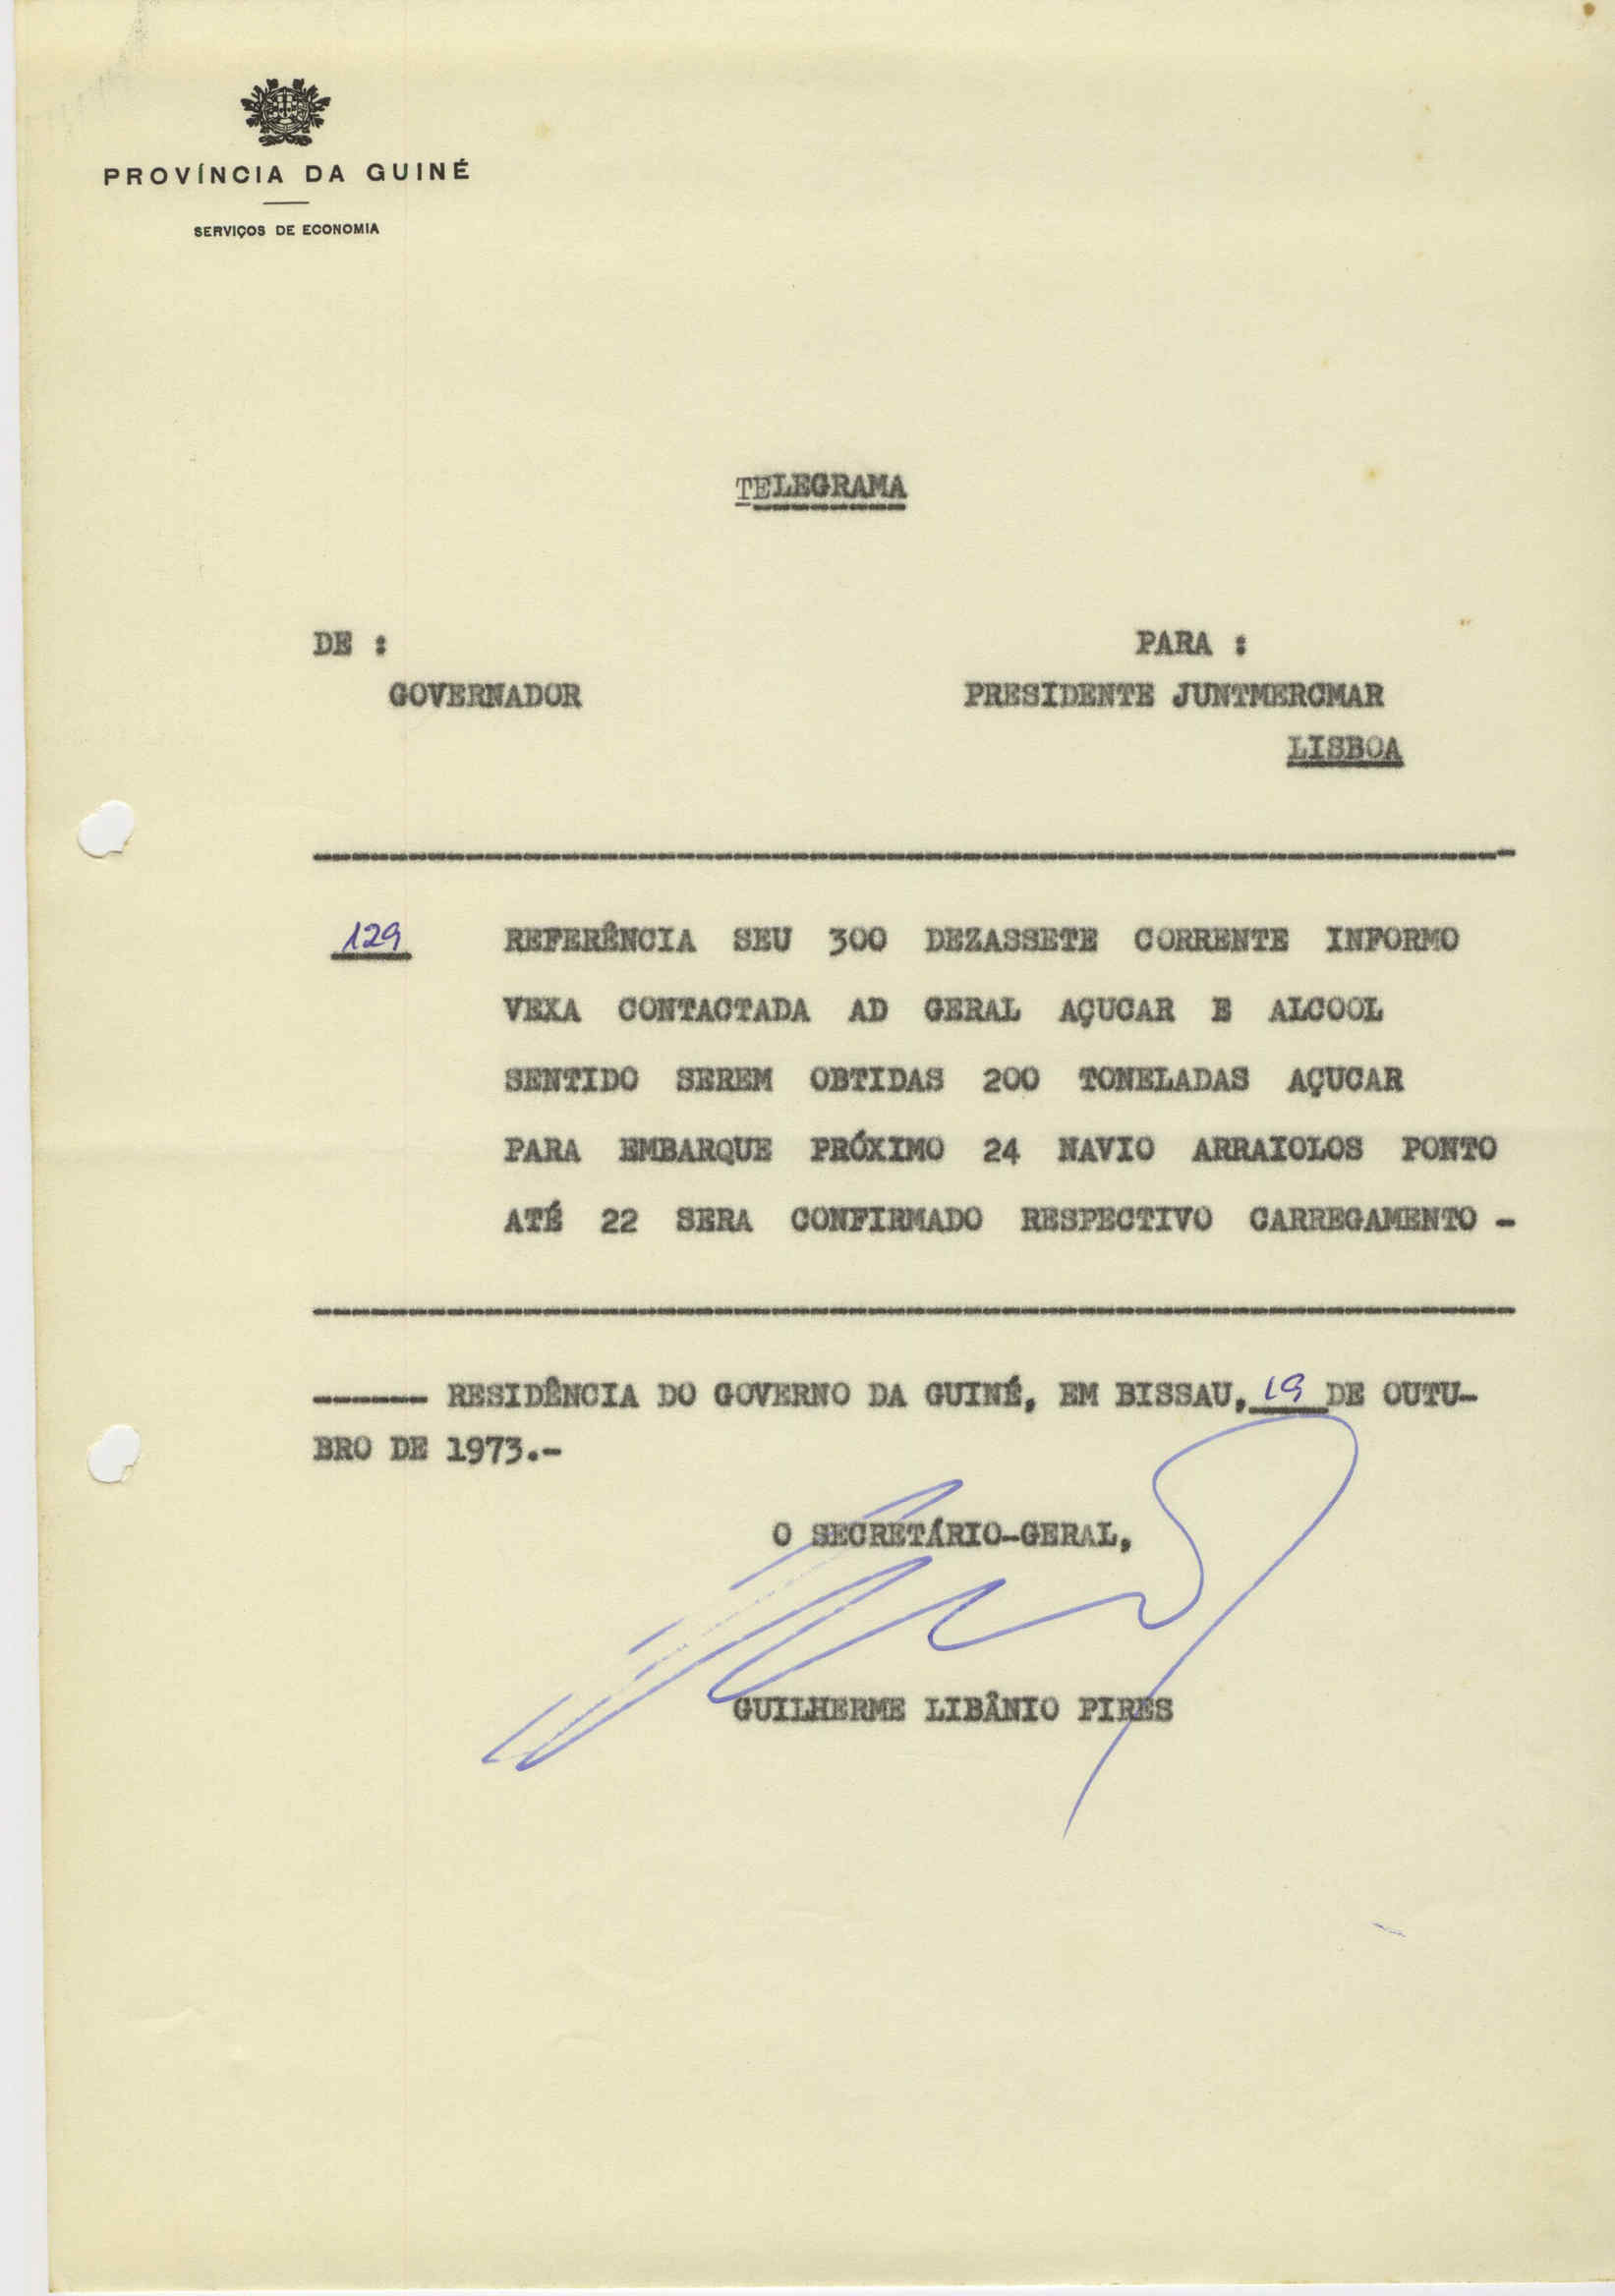 PROVÍNCIA DA GUINÉ
SERVIÇOS DE ECONOMIA
TELEGRAMA
DE :
PARA :
GOVERNADOR
PRESIDENTE JUNTMERCMAR
LISBOA
129 REFERÊNCIA SEU 300 DEZASSETE CORRENTE INFORMO
VEXA CONTACTADA AD GERAL AÇUCAR E ALCOOL
SENTIDO SEREM OBTIDAS 200 TONELADAS AÇUCAR
PARA EMBARQUE PRÓXIMO 24 NAVIO ARRAIOLOS PONTO
ATÉ 22 SERA CONFIRMADO RESPECTIVO CARREGAMENTO -
------ RESIDÊNCIA DO GOVERNO DA GUINÉ, EM BISSAU, 19 DE OUTU-
BRO DE 1973.-
O SECRETÁRIO-GERAL,
GUILHERME LIBÂNIO PIRES